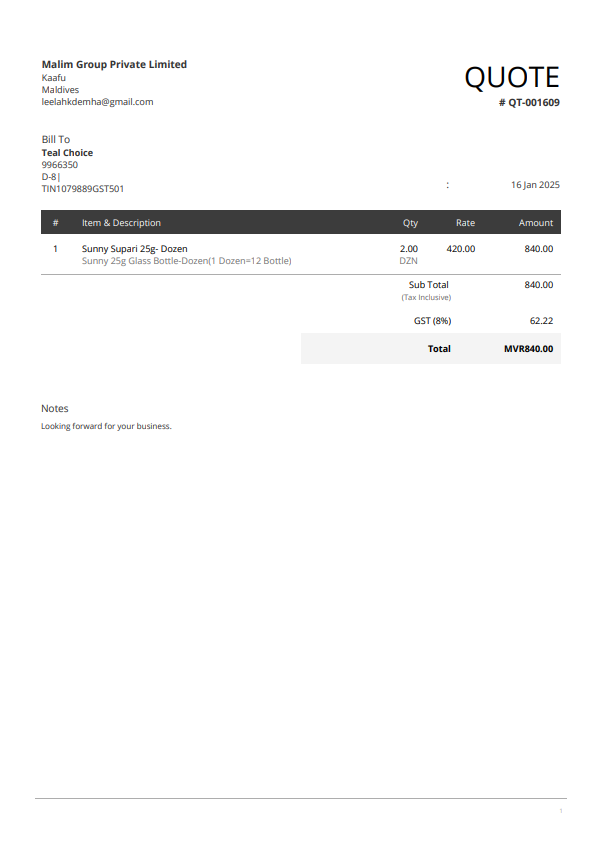 Malim Group Private Limited
Kaafu
Maldives
leelahkdemha@gmail.com
QUOTE
# QT-001609
Bill To
Teal Choice
9966350
D-8|
TIN1079889GST501
: 16 Jan 2025
# Item & Description Qty Rate Amount
1 Sunny Supari 25g- Dozen 2.00 420.00 840.00
Sunny 25g Glass Bottle-Dozen(1 Dozen=12 Bottle) DZN
Sub Total 840.00
(Tax Inclusive)
GST (8%) 62.22
Total MVR840.00
Notes
Looking forward for your business.
1